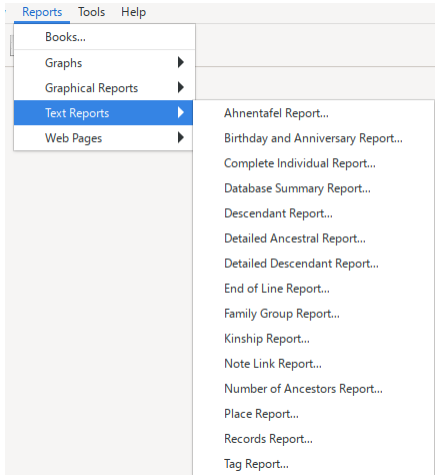 Reports Tools Help
Books...
Graphs
Graphical Reports
Text Reports
Web Pages
Ahnentafel Report...
Birthday and Anniversary Report...
Complete Individual Report...
Database Summary Report...
Descendant Report...
Detailed Ancestral Report...
Detailed Descendant Report...
End of Line Report...
Family Group Report...
Kinship Report...
Note Link Report...
Number of Ancestors Report...
Place Report...
Records Report...
Tag Report...